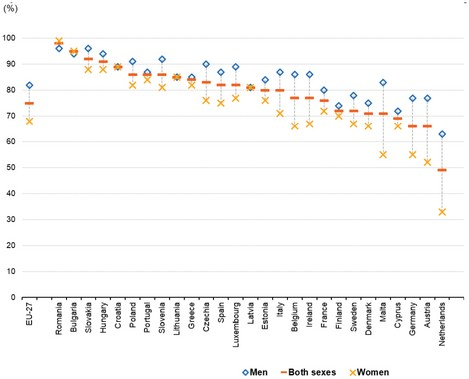 (%)
100
90
80
70
60
50
40
30
20
10
0
EU-27
Romania
Bulgaria
Slovakia
Hungary
Croatia
Poland
Portugal
Slovenia
Lithuania
Greece
Czechia
Spain
Luxembourg
Latvia
Estonia
Italy
Belgium
Ireland
France
Finland
Sweden
Denmark
Malta
Cyprus
Germany
Austria
Netherlands
Men Both sexes Women